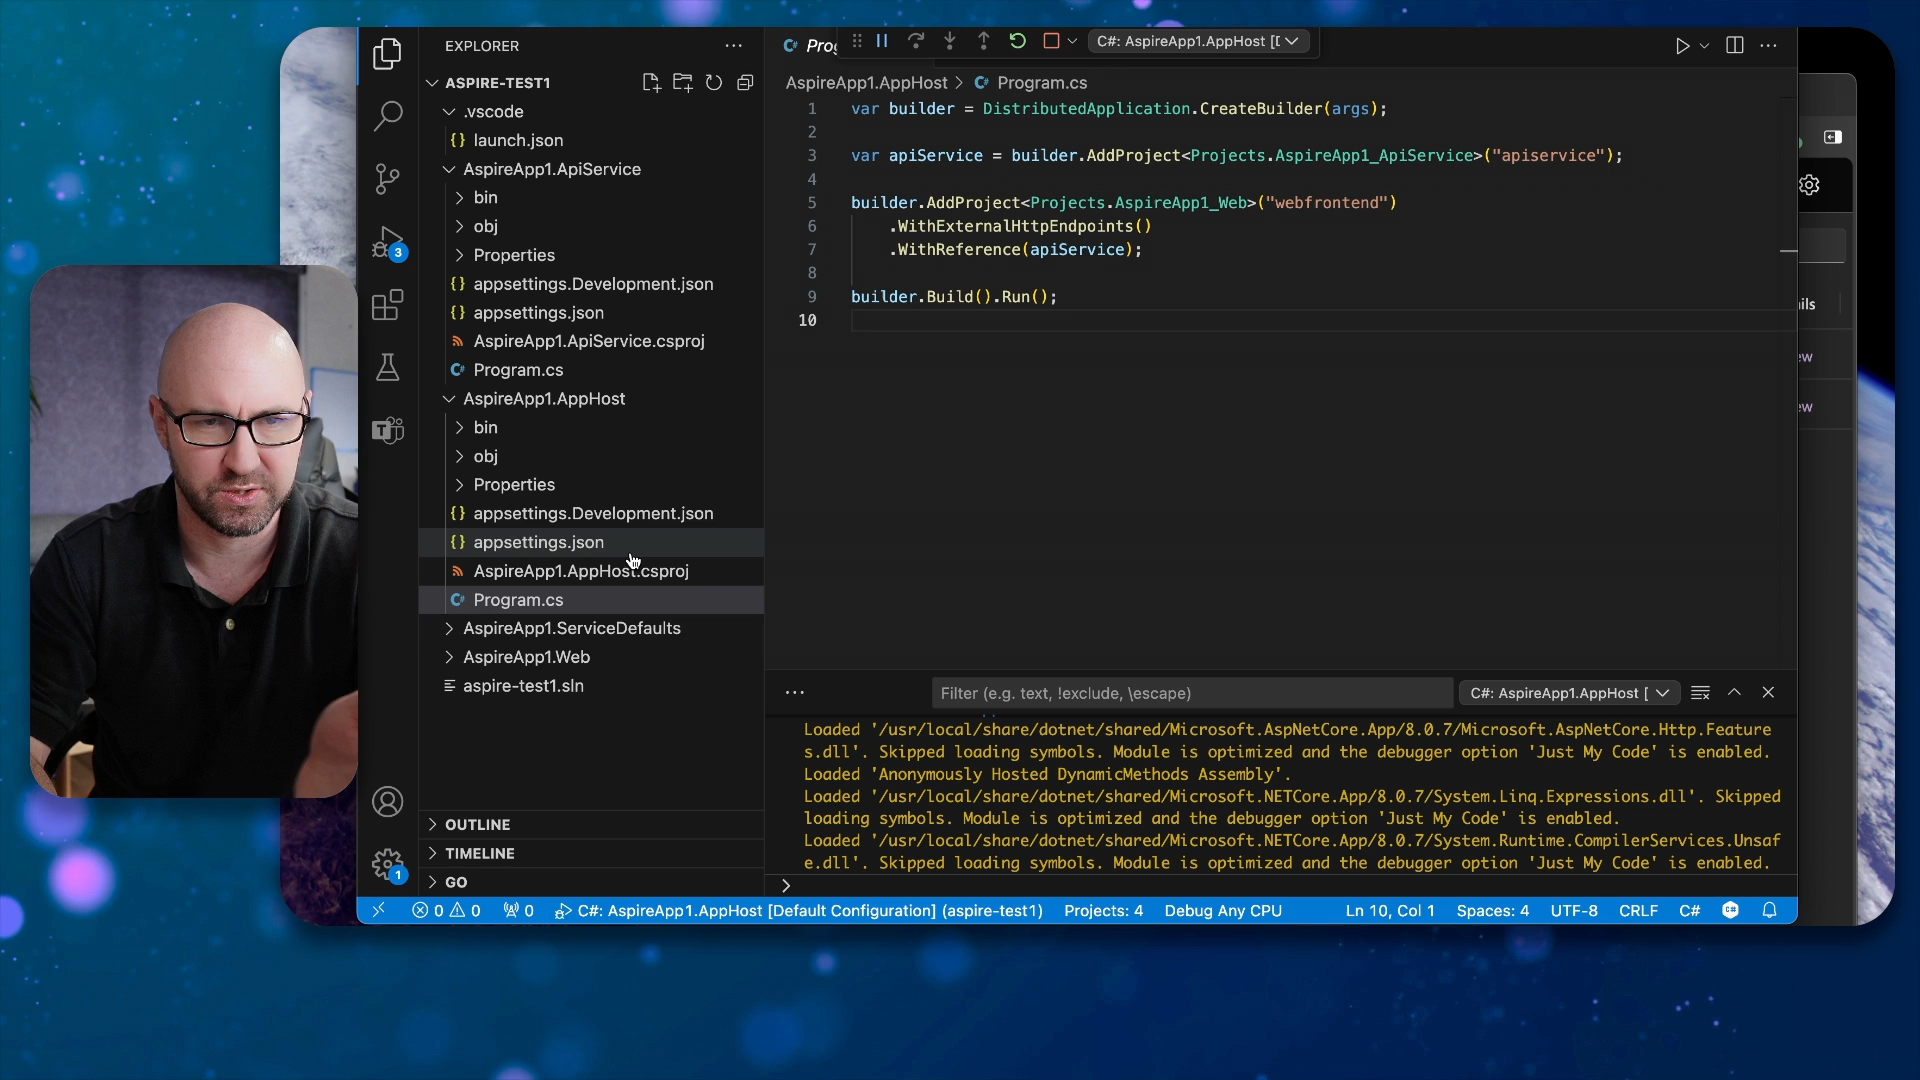 EXPLORER
ASPIRE-TEST1
.vscode
launch.json
AspireApp1.ApiService
bin
obj
Properties
appsettings.Development.json
appsettings.json
AspireApp1.ApiService.csproj
Program.cs
AspireApp1.AppHost
bin
obj
Properties
appsettings.Development.json
appsettings.json
AspireApp1.AppHost.csproj
Program.cs
AspireApp1.ServiceDefaults
AspireApp1.Web
aspire-test1.sln
OUTLINE
TIMELINE
GO
3
1
C#: AspireApp1.AppHost [
AspireApp1.AppHost > Program.cs
1 var builder = DistributedApplication.CreateBuilder(args);
2
3 var apiService = builder.AddProject<Projects.AspireApp1_ApiService>("apiservice");
4
5 builder.AddProject<Projects.AspireApp1_Web>("webfrontend")
6 .WithExternalHttpEndpoints()
7 .WithReference(apiService);
8
9 builder.Build().Run();
10
Filter (e.g. text, !exclude, \escape)
C#: AspireApp1.AppHost [
Loaded '/usr/local/share/dotnet/shared/Microsoft.AspNetCore.App/8.0.7/Microsoft.AspNetCore.Http.Feature
s.dll'. Skipped loading symbols. Module is optimized and the debugger option 'Just My Code' is enabled.
Loaded 'Anonymously Hosted DynamicMethods Assembly'.
Loaded '/usr/local/share/dotnet/shared/Microsoft.NETCore.App/8.0.7/System.Linq.Expressions.dll'. Skipped
loading symbols. Module is optimized and the debugger option 'Just My Code' is enabled.
Loaded '/usr/local/share/dotnet/shared/Microsoft.NETCore.App/8.0.7/System.Runtime.CompilerServices.Unsaf
e.dll'. Skipped loading symbols. Module is optimized and the debugger option 'Just My Code' is enabled.
0 0 0 C#: AspireApp1.AppHost [Default Configuration] (aspire-test1) Projects: 4 Debug Any CPU Ln 10, Col 1 Spaces: 4 UTF-8 CRLF C#